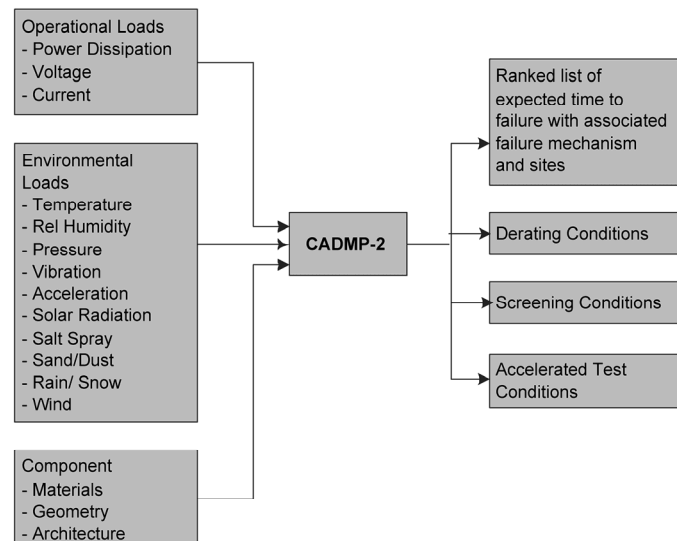 Operational Loads
- Power Dissipation
- Voltage
- Current
Environmental
Loads
- Temperature
- Rel Humidity
- Pressure
- Vibration
- Acceleration
- Solar Radiation
- Salt Spray
- Sand/Dust
- Rain/ Snow
- Wind
Component
- Materials
- Geometry
- Architecture
CADMP-2
Ranked list of
expected time to
failure with associated
failure mechanism
and sites
Derating Conditions
Screening Conditions
Accelerated Test
Conditions